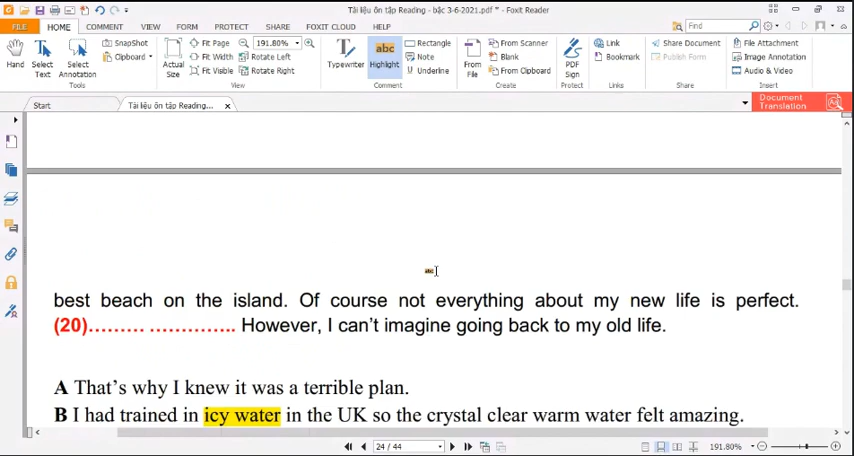 Tài liệu ôn tập Reading - bậc 3-6-2021.pdf - Foxit Reader
FILE HOME COMMENT VIEW FORM PROTECT SHARE FOXIT CLOUD HELP Find
Hand
Select Text
Select Annotation
SnapShot
Clipboard
Tools
Actual Size
Fit Page
Fit Width
Fit Visible
191.80%
Rotate Left
Rotate Right
View
Typewriter
abc
Highlight
Rectangle
Note
Underline
Comment
From File
From Scanner
Blank
From Clipboard
Create
PDF Sign
Protect
Link
Bookmark
Links
Share Document
Publish Form
Share
File Attachment
Image Annotation
Audio & Video
Insert
Start
Tài liệu ôn tập Reading...
Document Translation
abc
best beach on the island. Of course not everything about my new life is perfect.
(20)......... .............. However, I can't imagine going back to my old life.
A That's why I knew it was a terrible plan.
B I had trained in icy water in the UK so the crystal clear warm water felt amazing.
24 / 44
191.80%